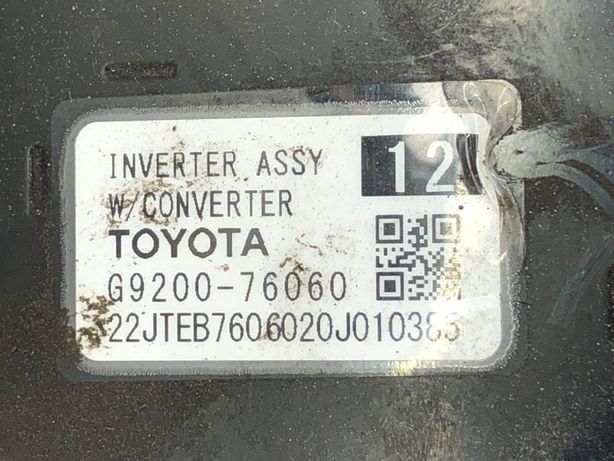 INVERTER ASSY 12
W/CONVERTER
TOYOTA
G9200-76060
22JTEB7606020J010385